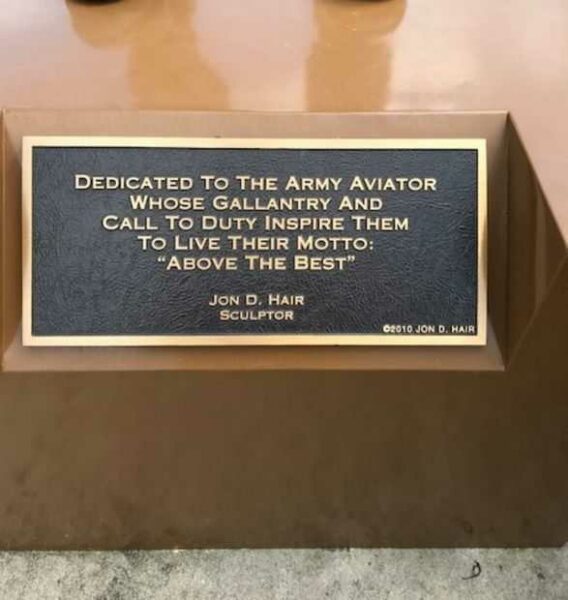 DEDICATED TO THE ARMY AVIATOR
WHOSE GALLANTRY AND
CALL TO DUTY INSPIRE THEM
TO LIVE THEIR MOTTO:
"ABOVE THE BEST"
JON D. HAIR
SCULPTOR
©2010 JON D. HAIR